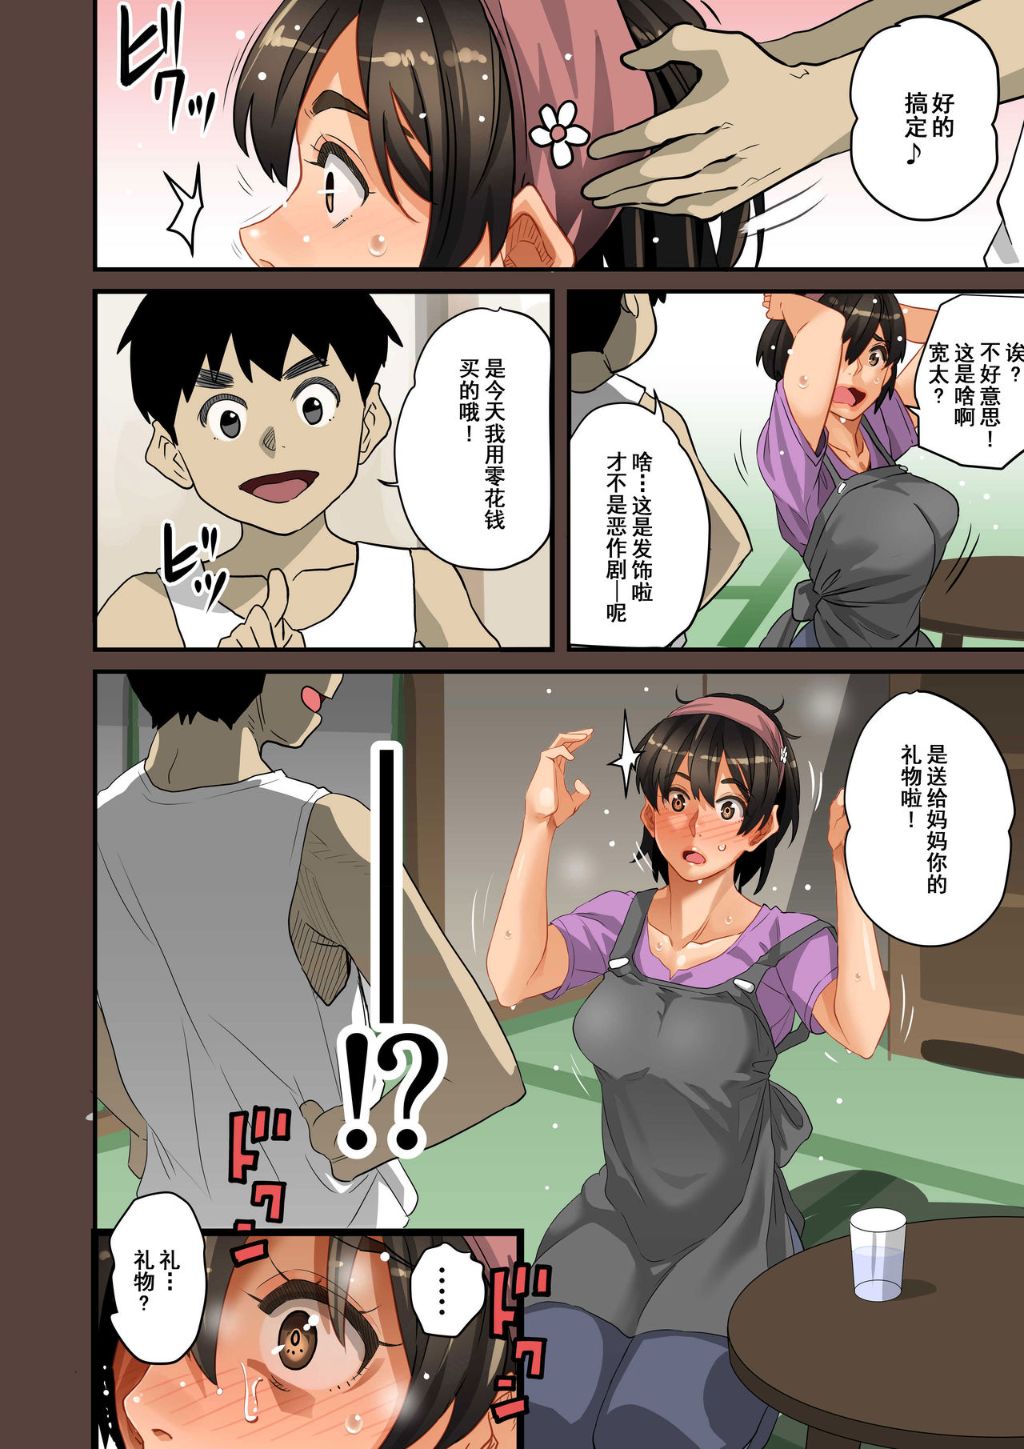 好的
搞定♪
ビクッ
诶？
不好意思！
这是啥啊
宽太？
啥…这是发饰啦
才不是恶作剧—呢
是今天我用零花钱
买的哦！
ビッ
是送给妈妈你的
礼物啦！
！？
ドクン
……
ドクン
礼…
礼物？